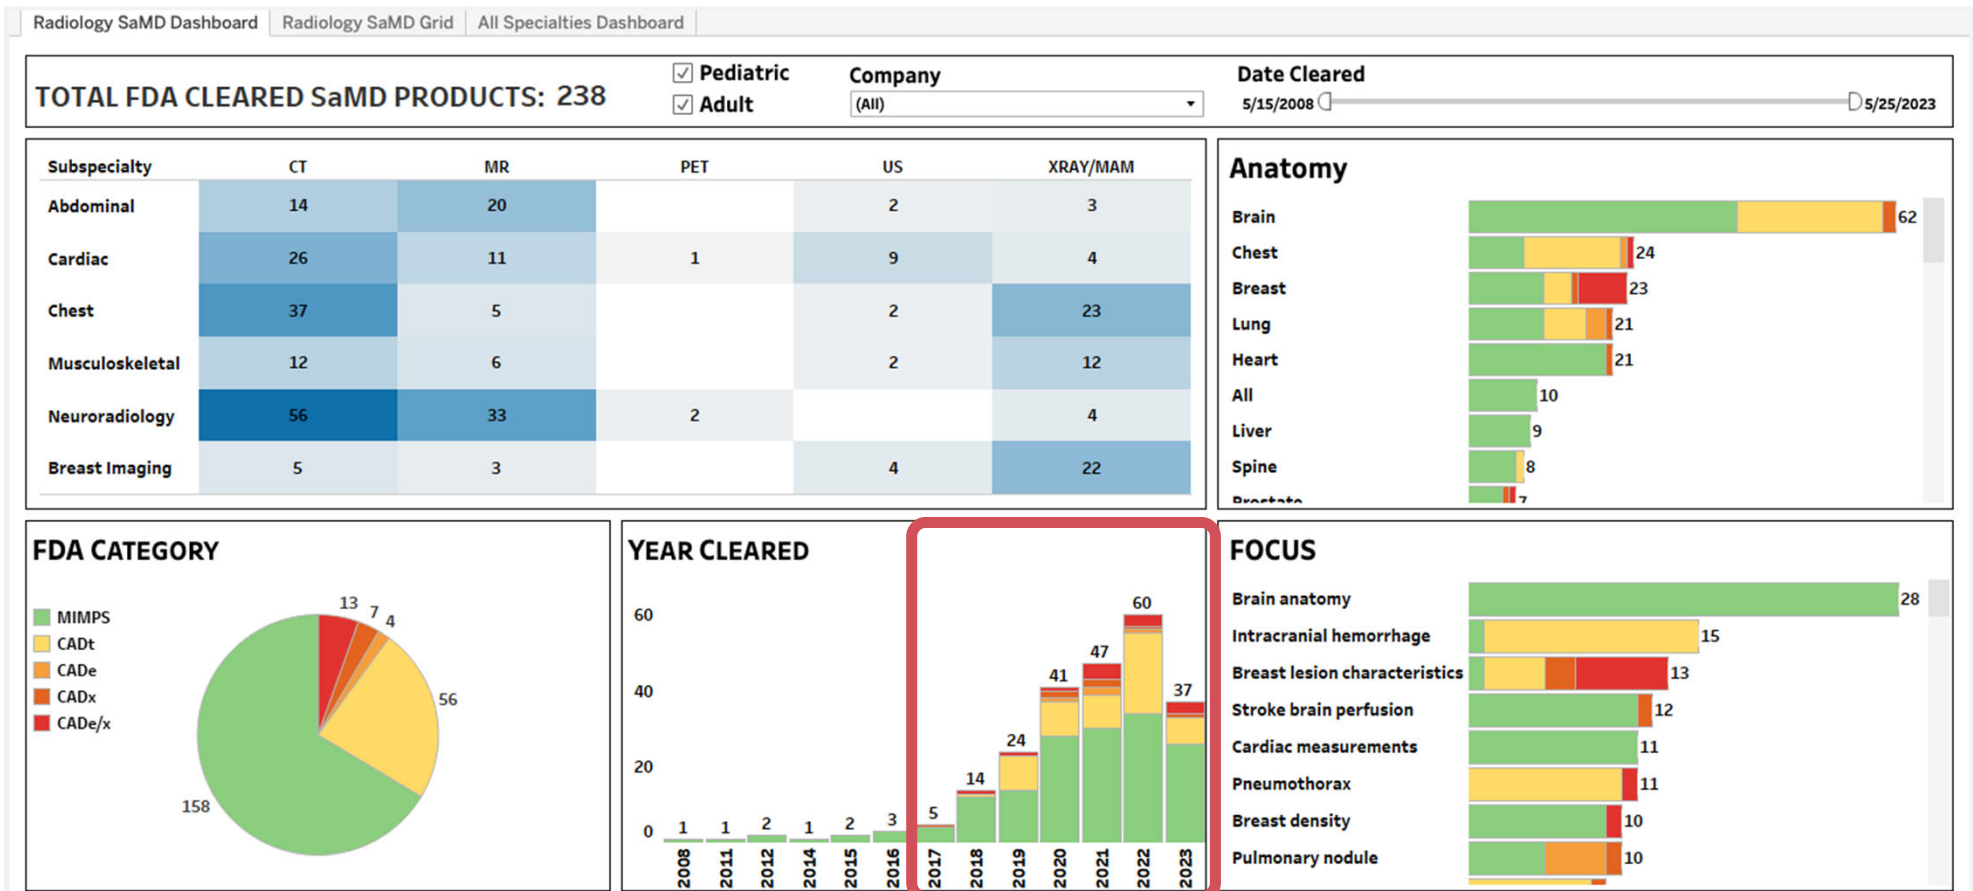 Radiology SaMD Dashboard Radiology SaMD Grid All Specialties Dashboard
TOTAL FDA CLEARED SaMD PRODUCTS: 238
Pediatric
Adult
Company
(All)
Date Cleared
5/15/2008 5/25/2023
Subspecialty CT MR PET US XRAY/MAM
Abdominal 14 20 2 3
Cardiac 26 11 1 9 4
Chest 37 5 2 23
Musculoskeletal 12 6 2 12
Neuroradiology 56 33 2 4
Breast Imaging 5 3 4 22
Anatomy
Brain 62
Chest 24
Breast 23
Lung 21
Heart 21
All 10
Liver 9
Spine 8
Prostate 7
FDA CATEGORY
MIMPS
CADt
CADe
CADx
CADe/x
13 7 4
56
158
YEAR CLEARED
60
40
20
0
1 1 2 1 2 3 5 14 24 41 47 60 37
2008 2011 2012 2014 2015 2016 2017 2018 2019 2020 2021 2022 2023
FOCUS
Brain anatomy 28
Intracranial hemorrhage 15
Breast lesion characteristics 13
Stroke brain perfusion 12
Cardiac measurements 11
Pneumothorax 11
Breast density 10
Pulmonary nodule 10